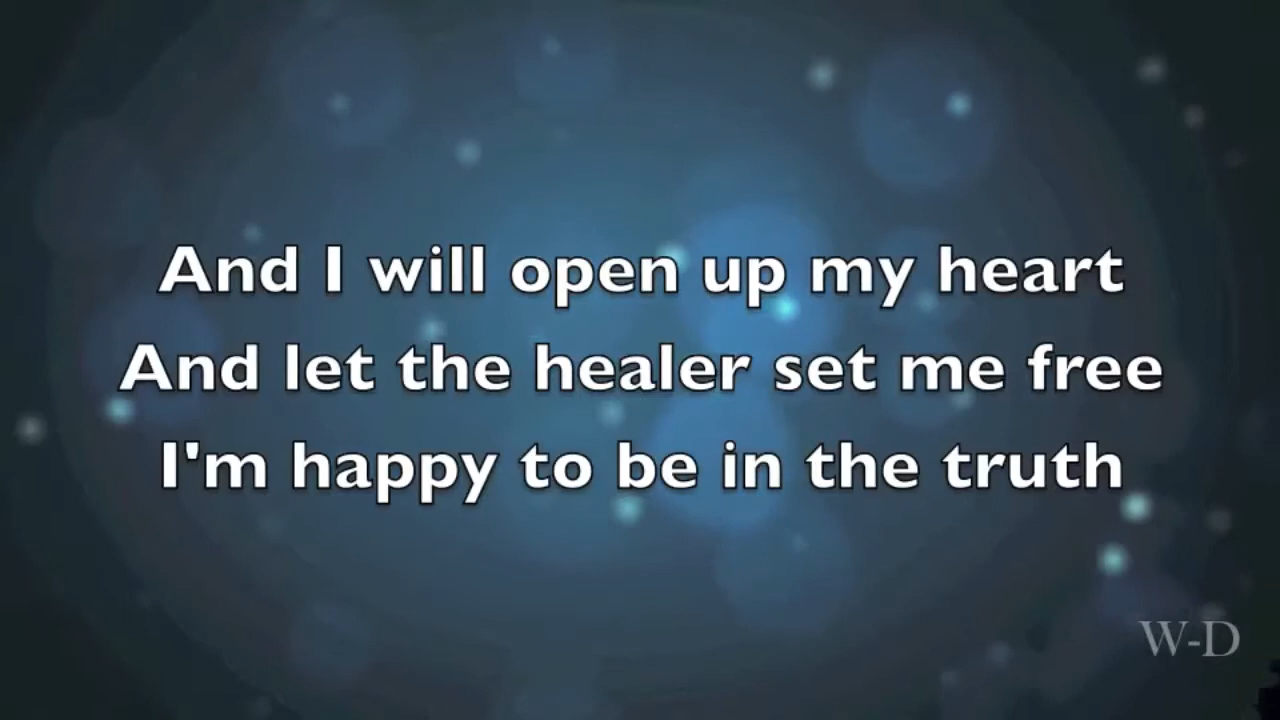 And I will open up my heart
And let the healer set me free
I'm happy to be in the truth
W-D